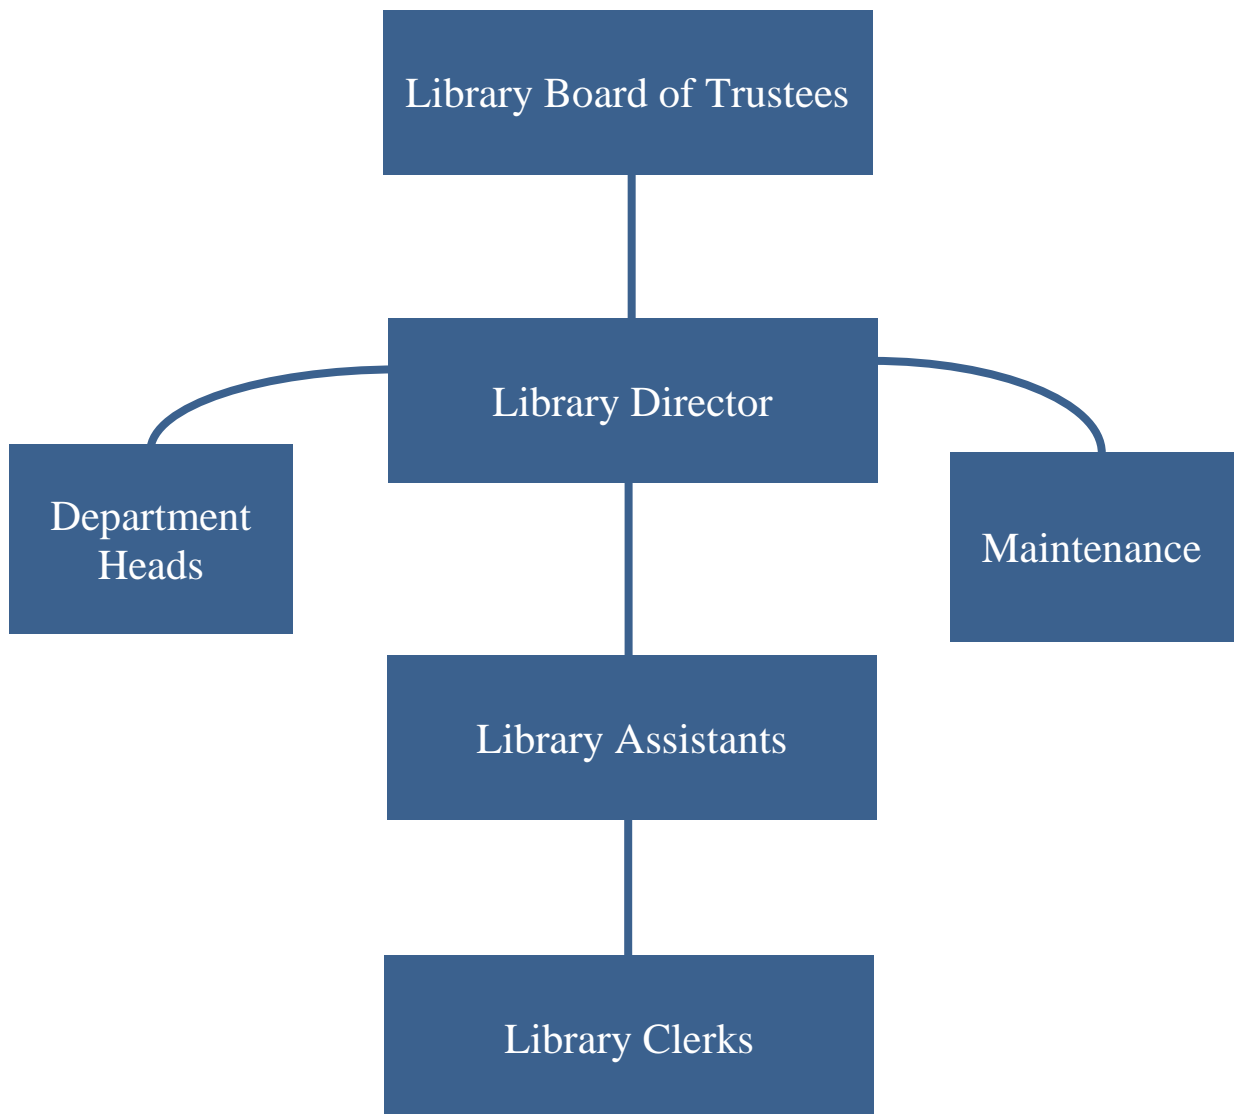 Library Board of Trustees
Library Director
Department
Heads
Maintenance
Library Assistants
Library Clerks